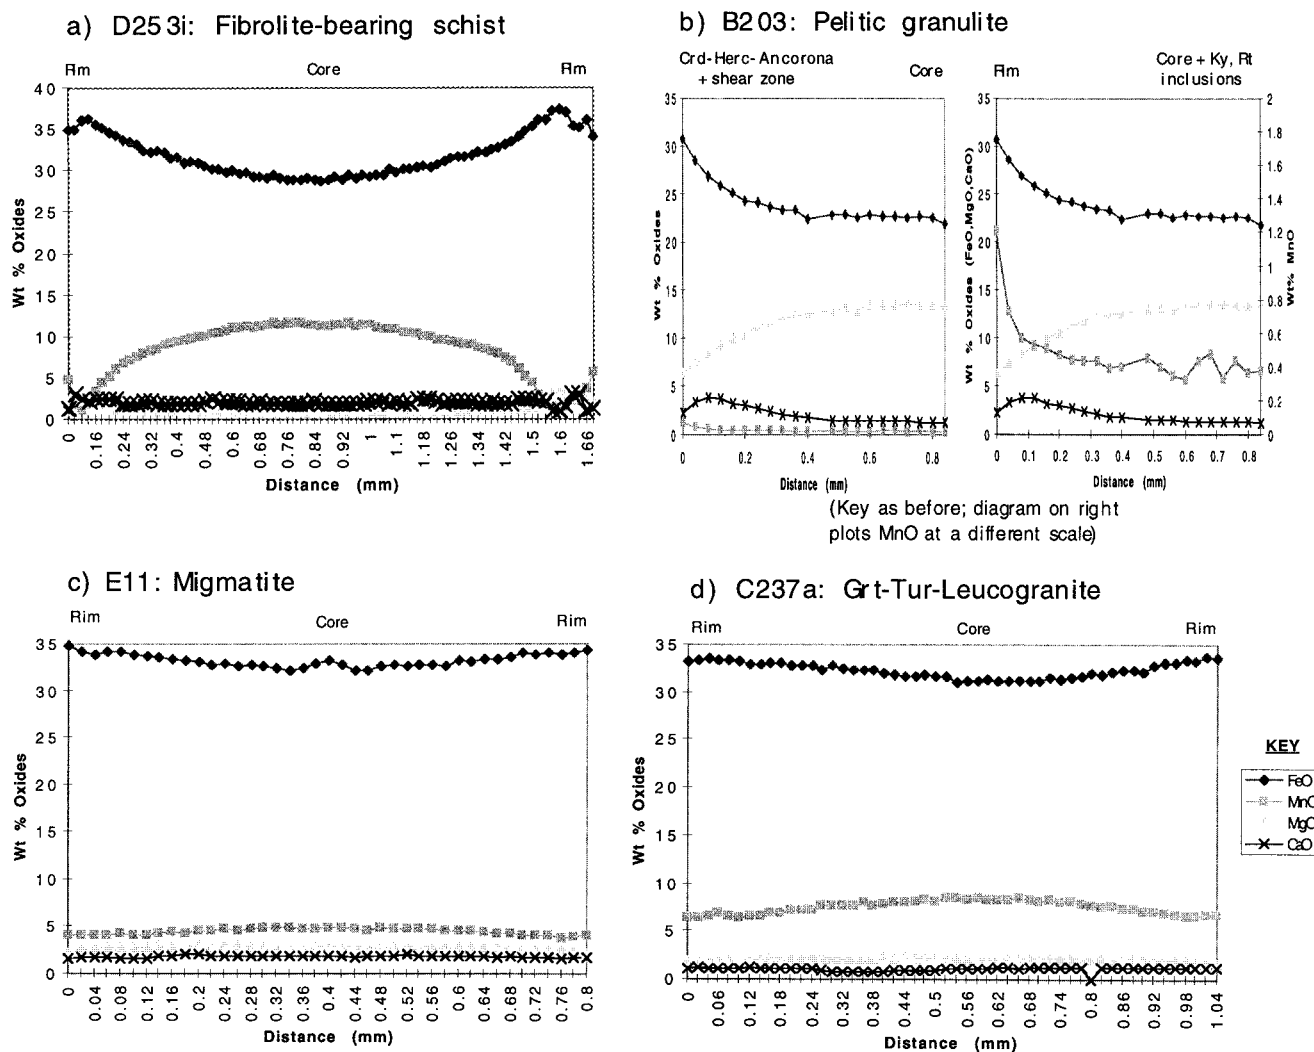 a) D253i: Fibrolite-bearing schist
Rim
Core
Rim
Wt % Oxides
40
35
30
25
20
15
10
5
0
0 0.16 0.24 0.32 0.4 0.48 0.6 0.68 0.76 0.84 0.92 1 1.1 1.18 1.26 1.34 1.42 1.5 1.6 1.66
Distance (mm)
b) B203: Pelitic granulite
Crd-Herc-Ancorona
+ shear zone
Core
Wt % Oxides
35
30
25
20
15
10
5
0
0 0.2 0.4 0.6 0.8
Distance (mm)
Rim
Core + Ky, Rt
inclusions
Wt % Oxides (FeO,MgO,CaO)
35
30
25
20
15
10
5
0
2
1.8
1.6
1.4
1.2
1
0.8
0.6
0.4
0.2
0
Wt% MnO
0 0.1 0.2 0.3 0.4 0.5 0.6 0.7 0.8
Distance (mm)
(Key as before; diagram on right
plots MnO at a different scale)
c) E11: Migmatite
Rim
Core
Rim
Wt % Oxides
35
30
25
20
15
10
5
0
0 0.04 0.08 0.12 0.16 0.2 0.24 0.28 0.32 0.36 0.4 0.44 0.48 0.52 0.56 0.6 0.64 0.68 0.72 0.76 0.8
Distance (mm)
d) C237a: Grt-Tur-Leucogranite
Rim
Core
Rim
Wt % Oxides
35
30
25
20
15
10
5
0
0 0.06 0.12 0.18 0.24 0.32 0.38 0.44 0.5 0.56 0.62 0.68 0.74 0.8 0.86 0.92 0.98 1.04
Distance (mm)
KEY
FeO
MnO
MgO
CaO